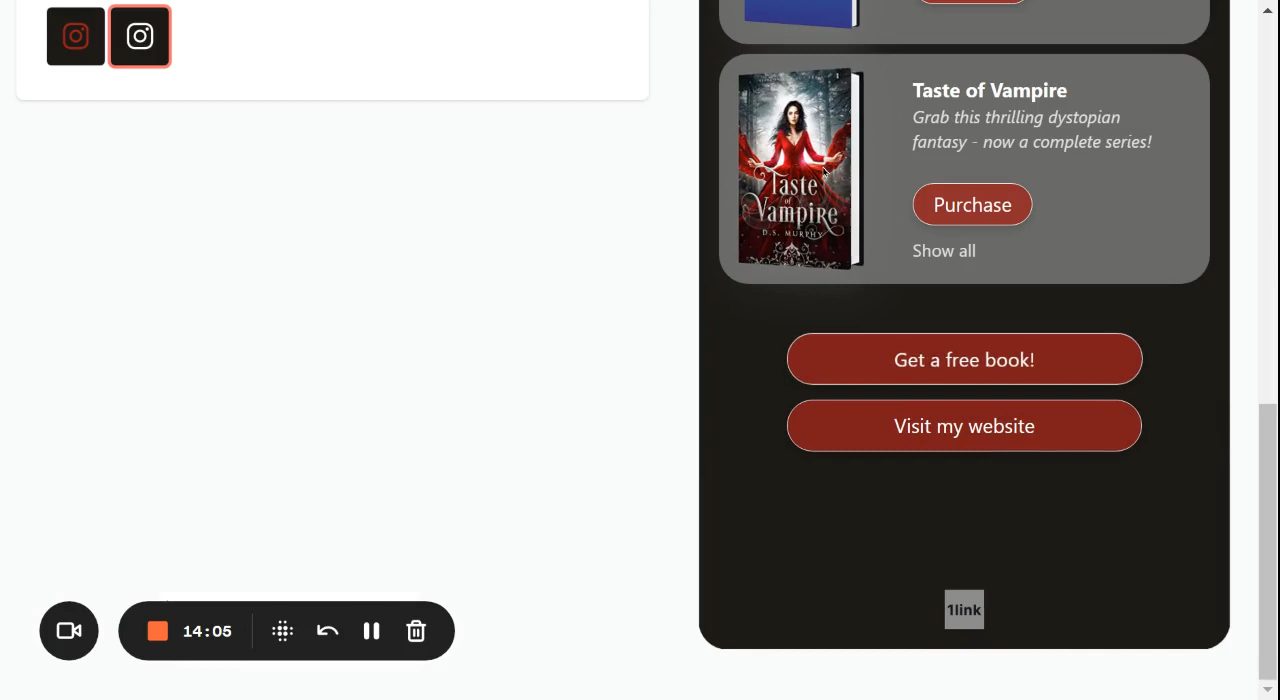 Taste of Vampire
Grab this thrilling dystopian
fantasy - now a complete series!
Taste
of
Vampire
D.S. MURPHY
Purchase
Show all
Get a free book!
Visit my website
1link
14:05